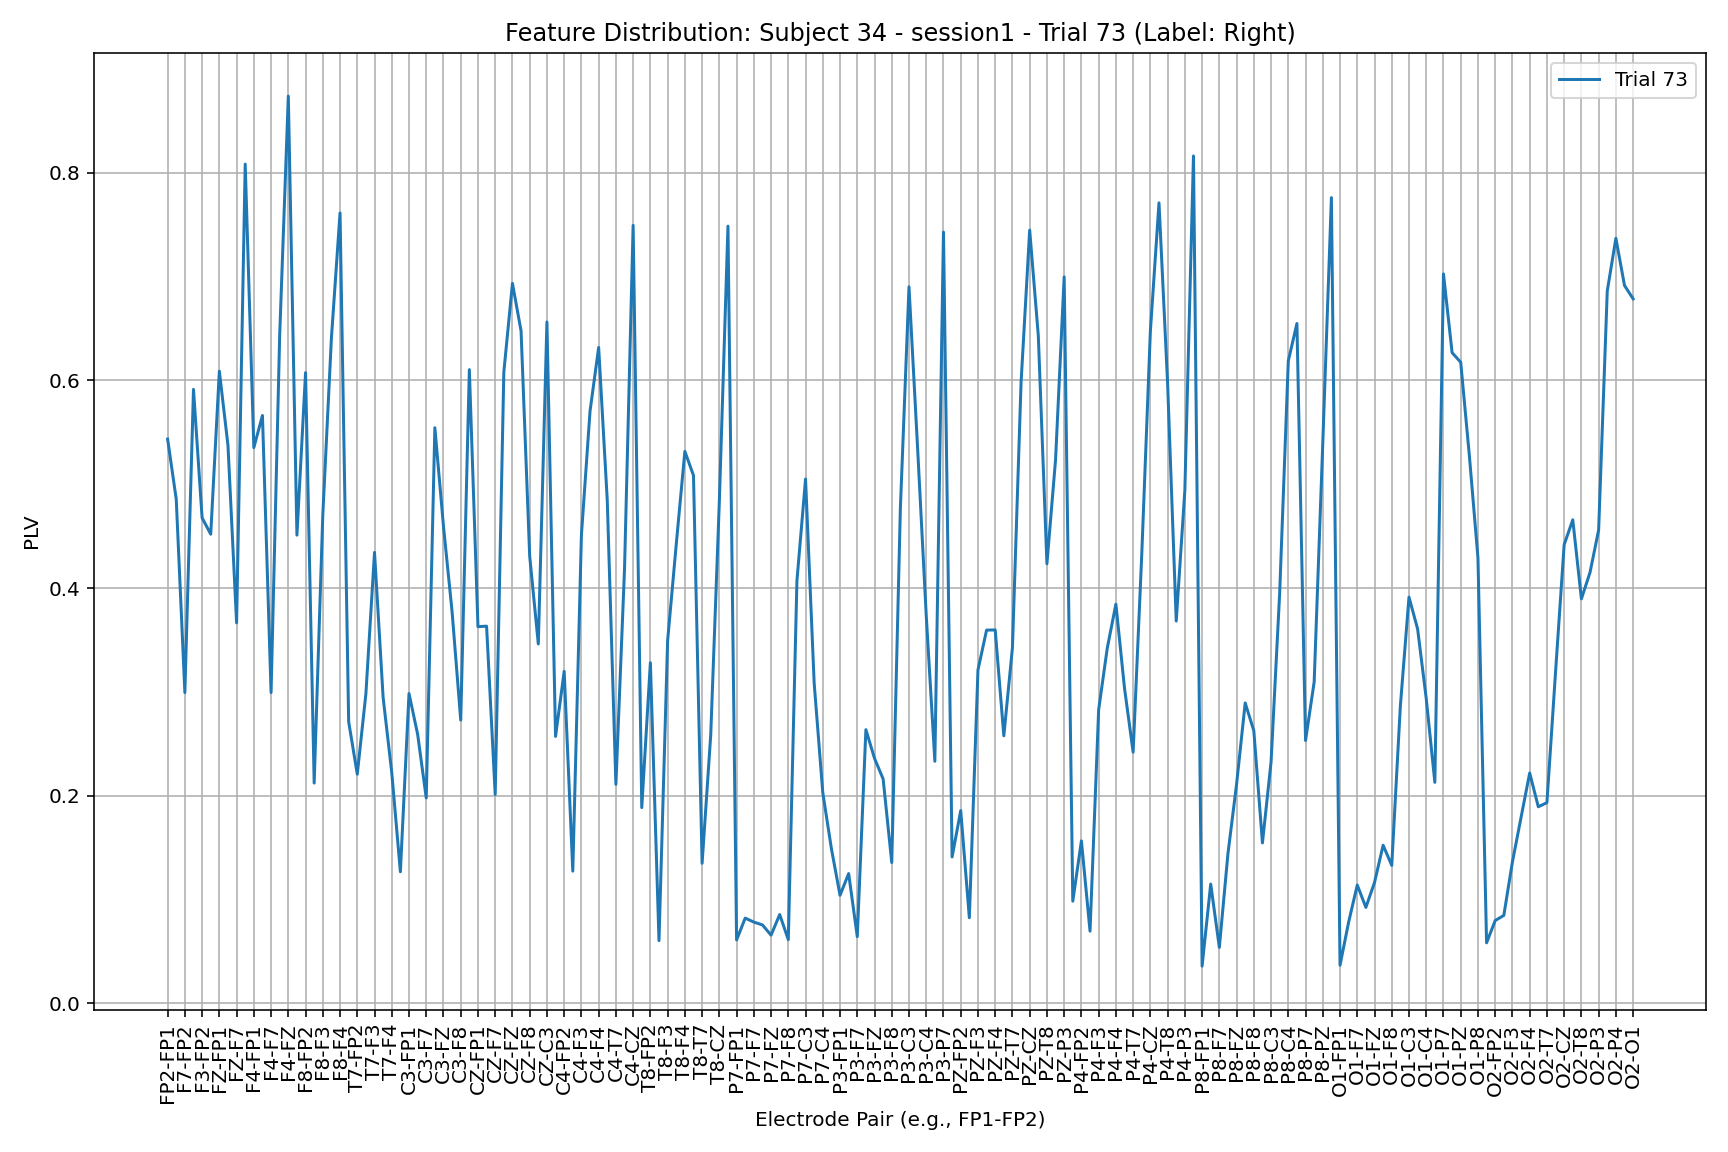 Feature Distribution: Subject 34 - session1 - Trial 73 (Label: Right)
Trial 73
PLV
0.8
0.6
0.4
0.2
0.0
FP2-FP1
F7-FP2
F3-FP2
FZ-FP1
FZ-F7
F4-FP1
F4-F7
F4-FZ
F8-FP2
F8-F3
F8-F4
T7-FP2
T7-F3
T7-F4
C3-FP1
C3-F7
C3-FZ
C3-F8
CZ-FP1
CZ-F7
CZ-FZ
CZ-F8
CZ-C3
C4-FP2
C4-F3
C4-F4
C4-T7
C4-CZ
T8-FP2
T8-F3
T8-F4
T8-T7
T8-CZ
P7-FP1
P7-F7
P7-FZ
P7-F8
P7-C3
P7-C4
P3-FP1
P3-F7
P3-FZ
P3-F8
P3-C3
P3-C4
P3-P7
PZ-FP2
PZ-F3
PZ-F4
PZ-T7
PZ-CZ
PZ-T8
PZ-P3
P4-FP2
P4-F3
P4-F4
P4-T7
P4-CZ
P4-T8
P4-P3
P8-FP1
P8-F7
P8-FZ
P8-F8
P8-C3
P8-C4
P8-P7
P8-PZ
O1-FP1
O1-F7
O1-FZ
O1-F8
O1-C3
O1-C4
O1-P7
O1-PZ
O1-P8
O2-FP2
O2-F3
O2-F4
O2-T7
O2-CZ
O2-T8
O2-P3
O2-P4
O2-O1
Electrode Pair (e.g., FP1-FP2)